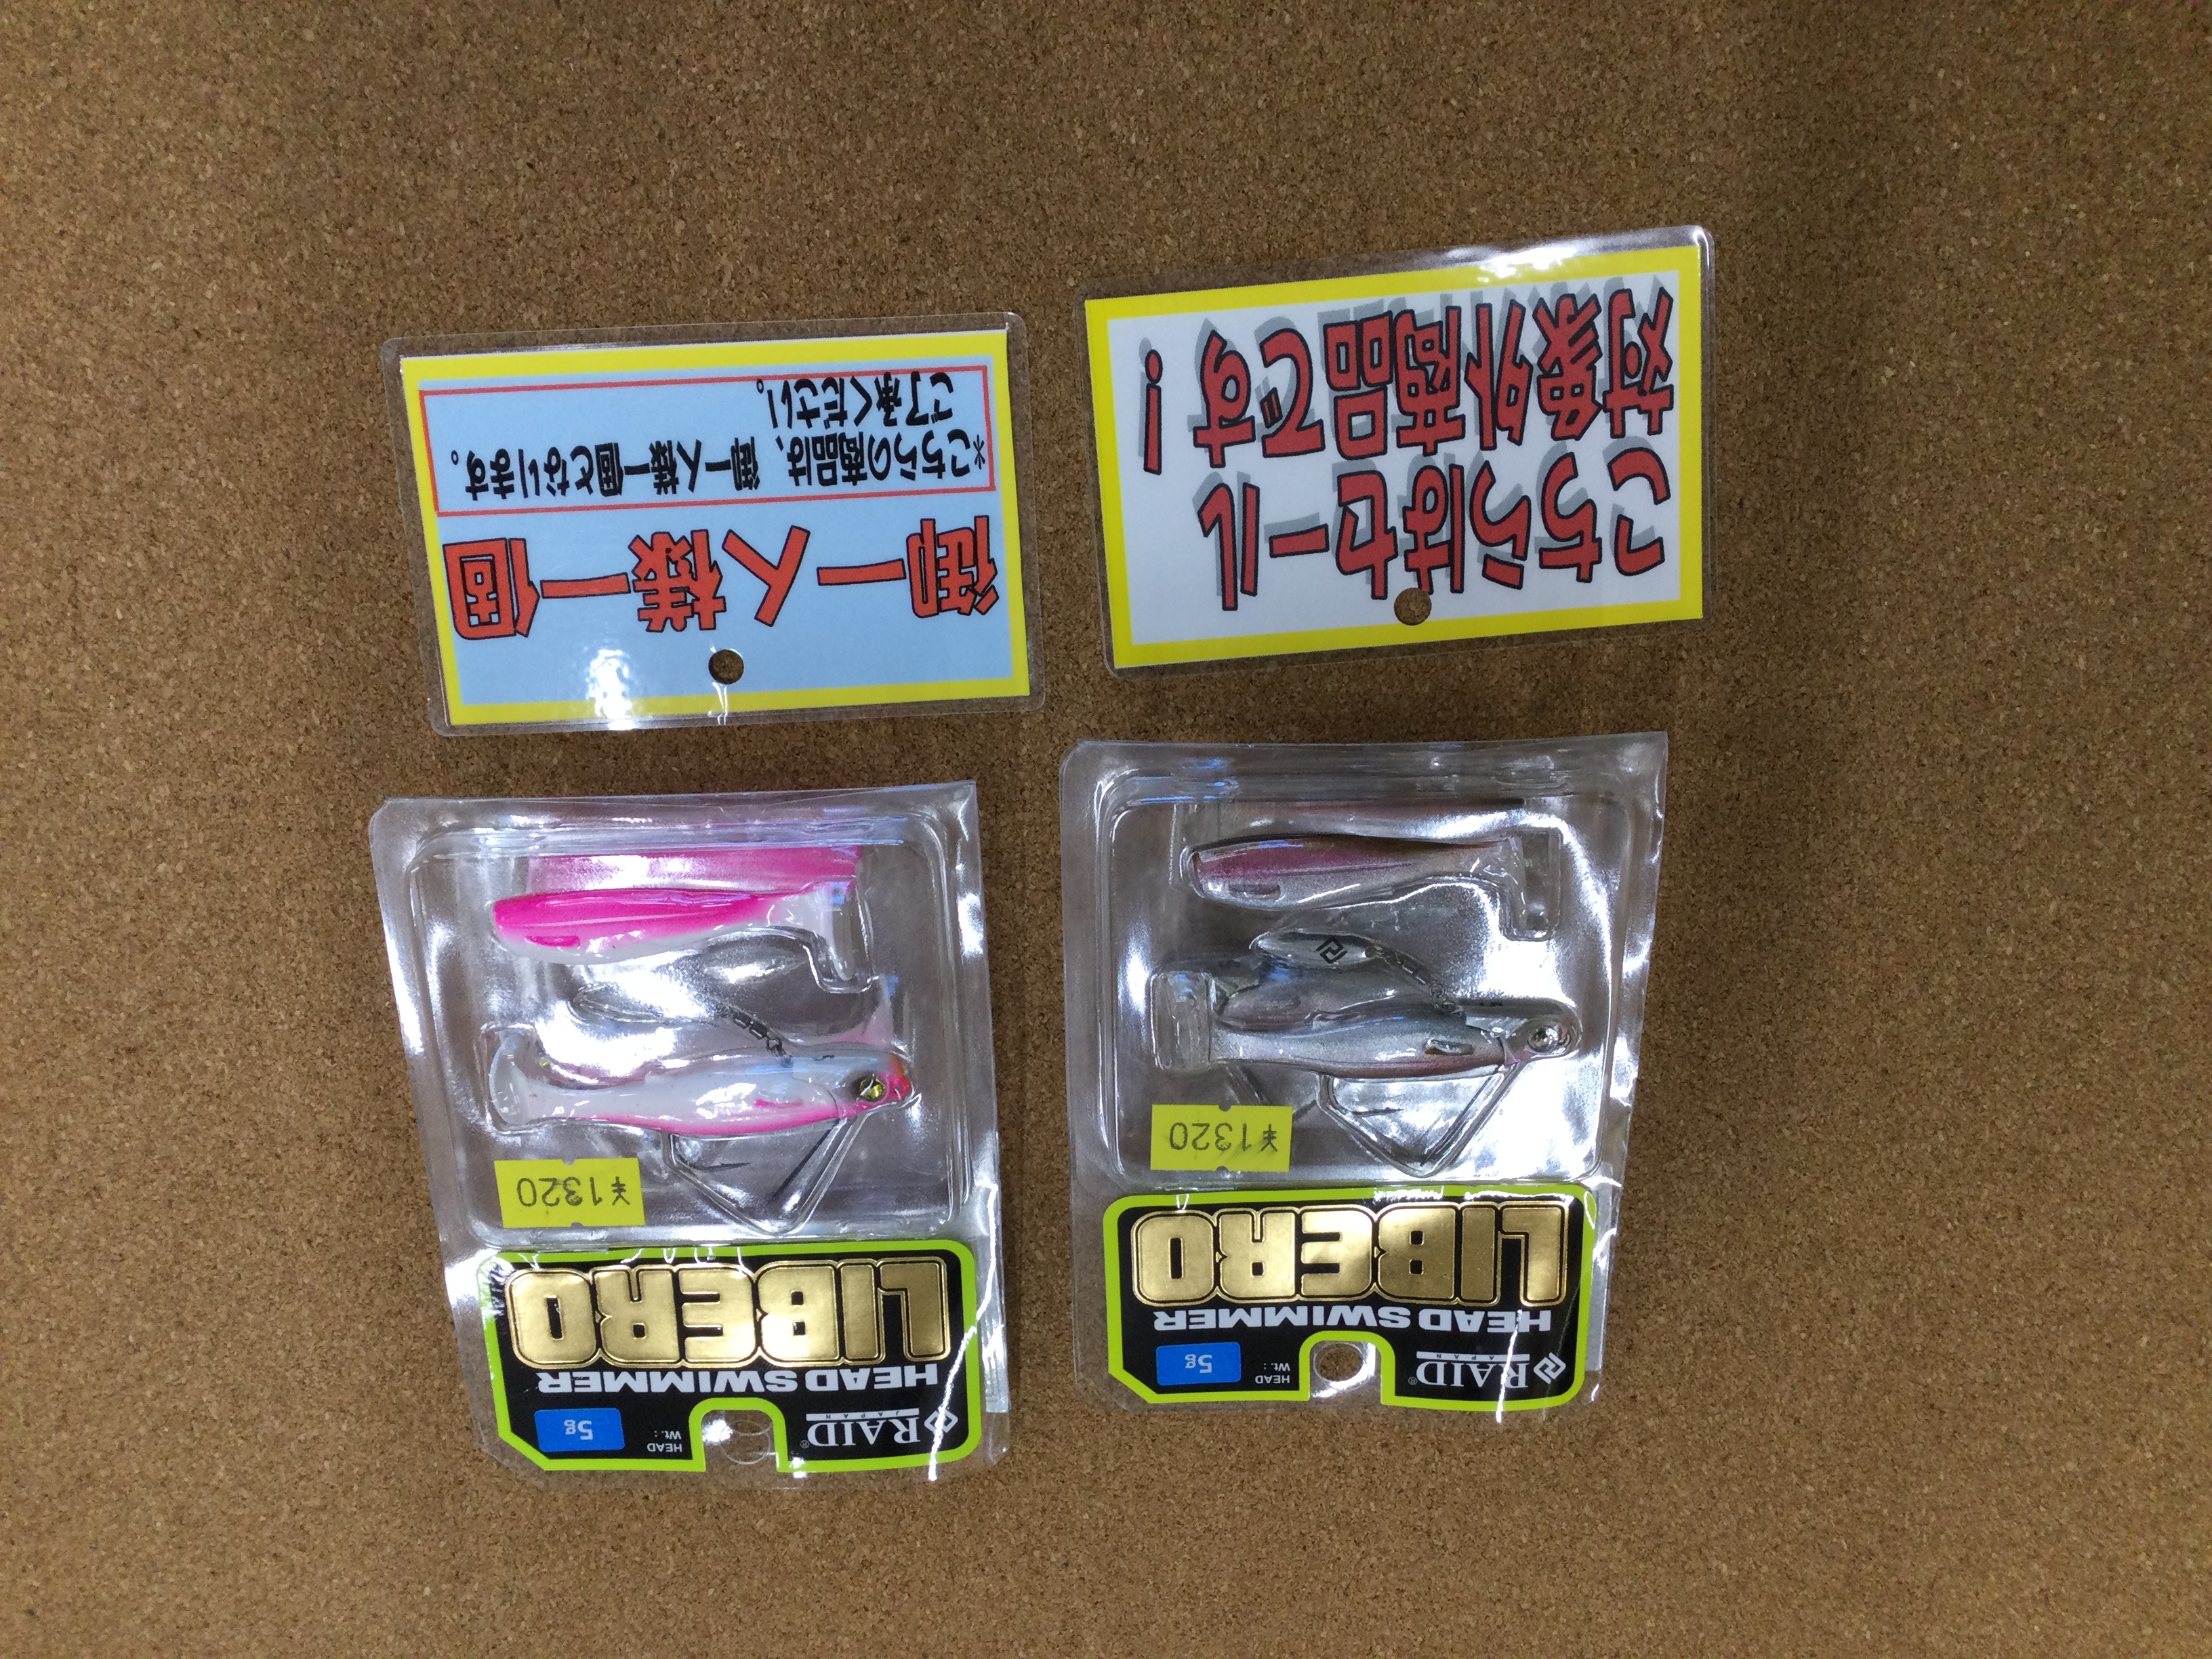 RAID
JAPAN
HEAD
Wt.:
5g
HEAD SWIMMER
LIBERO
¥1320
RAID
JAPAN
HEAD
Wt.:
5g
HEAD SWIMMER
LIBERO
¥1320
こちらはセール
対象外商品です
！
御一人様一個
*こちらの商品は、御一人様一個となります。
ご了承ください。